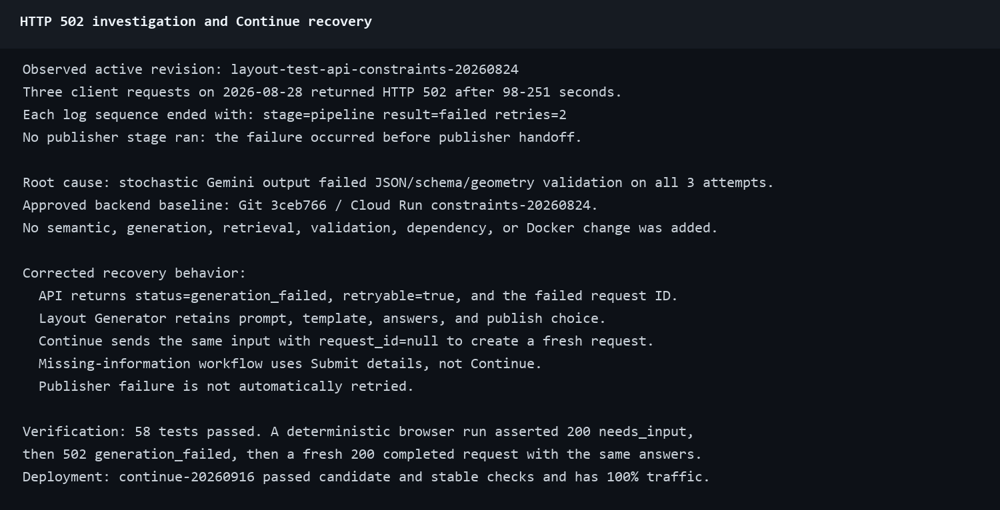 HTTP 502 investigation and Continue recovery
Observed active revision: layout-test-api-constraints-20260824
Three client requests on 2026-08-28 returned HTTP 502 after 98-251 seconds.
Each log sequence ended with: stage=pipeline result=failed retries=2
No publisher stage ran: the failure occurred before publisher handoff.
Root cause: stochastic Gemini output failed JSON/schema/geometry validation on all 3 attempts.
Approved backend baseline: Git 3ceb766 / Cloud Run constraints-20260824.
No semantic, generation, retrieval, validation, dependency, or Docker change was added.
Corrected recovery behavior:
API returns status=generation_failed, retryable=true, and the failed request ID.
Layout Generator retains prompt, template, answers, and publish choice.
Continue sends the same input with request_id=null to create a fresh request.
Missing-information workflow uses Submit details, not Continue.
Publisher failure is not automatically retried.
Verification: 58 tests passed. A deterministic browser run asserted 200 needs_input,
then 502 generation_failed, then a fresh 200 completed request with the same answers.
Deployment: continue-20260916 passed candidate and stable checks and has 100% traffic.